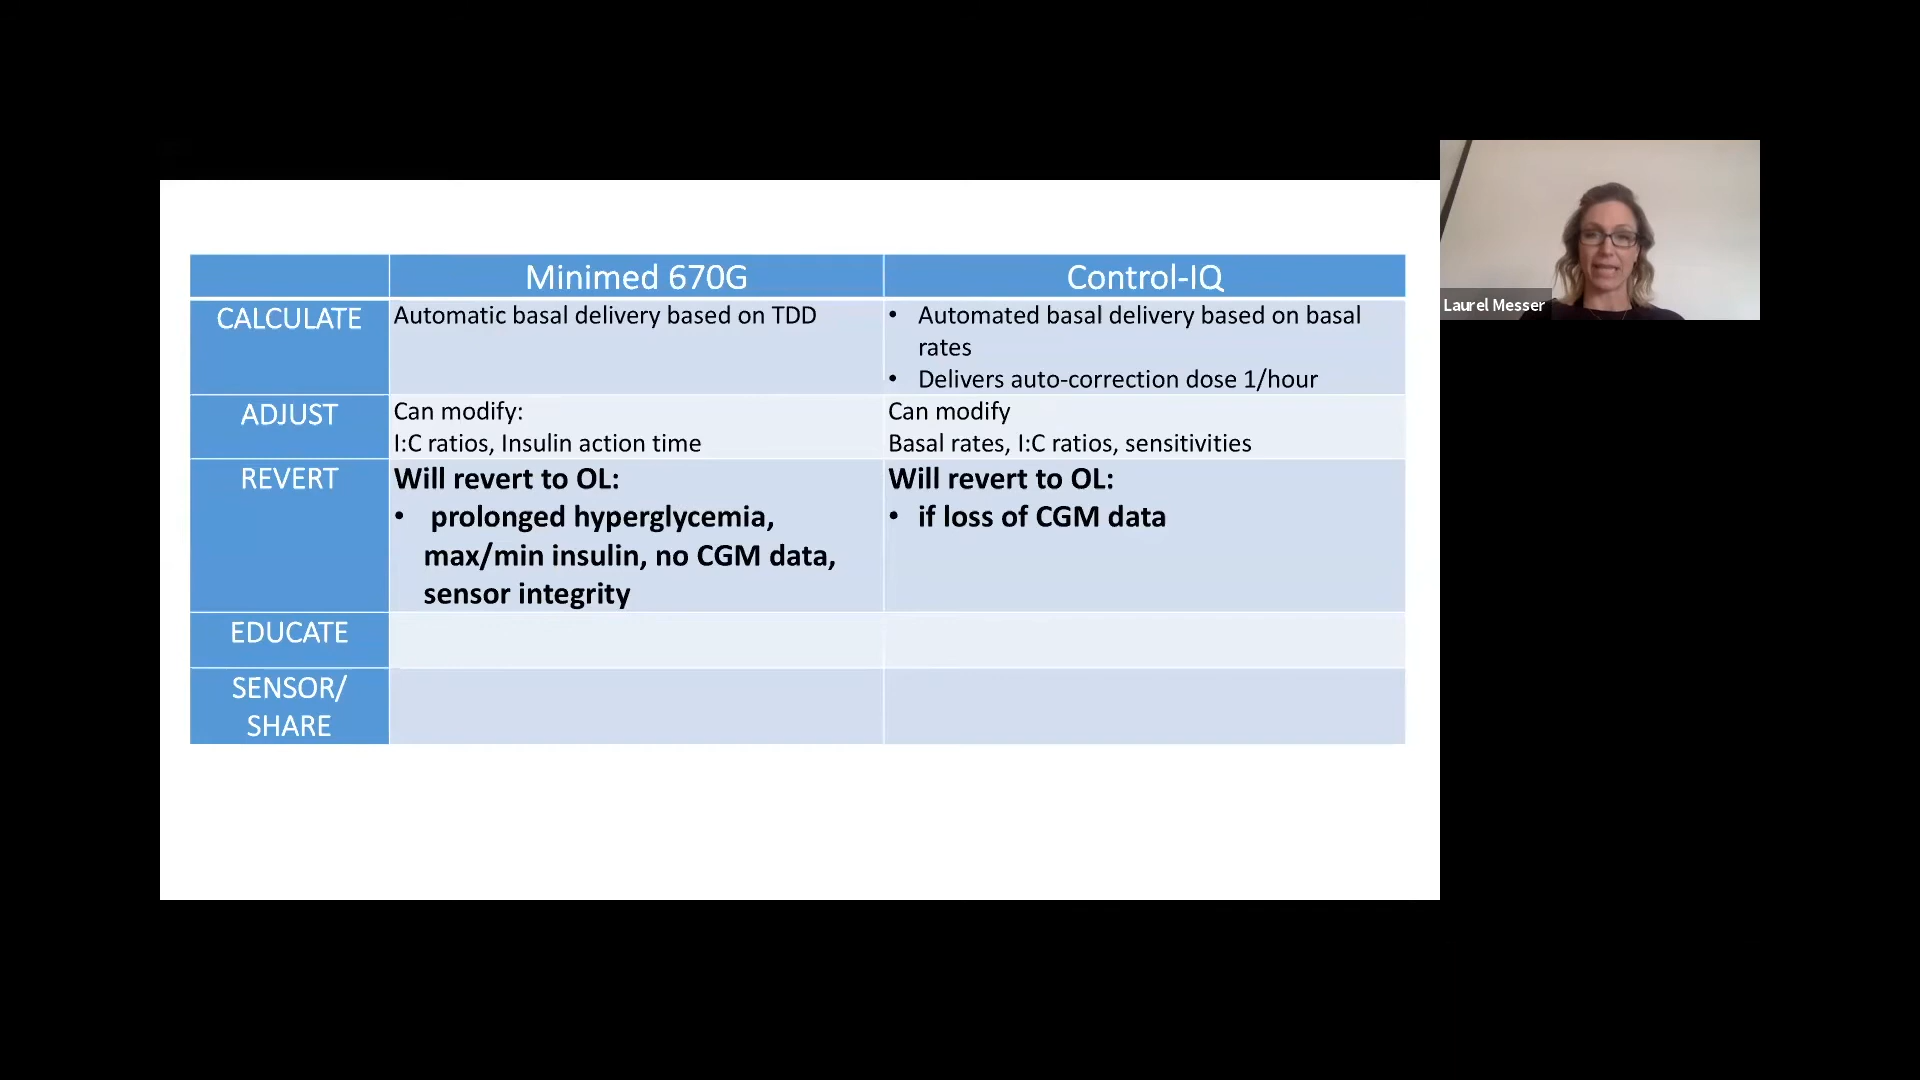 Minimed 670G
Control-IQ
CALCULATE
Automatic basal delivery based on TDD
• Automated basal delivery based on basal
rates
• Delivers auto-correction dose 1/hour
ADJUST
Can modify:
I:C ratios, Insulin action time
Can modify
Basal rates, I:C ratios, sensitivities
REVERT
Will revert to OL:
• prolonged hyperglycemia,
max/min insulin, no CGM data,
sensor integrity
Will revert to OL:
• if loss of CGM data
EDUCATE
SENSOR/
SHARE
Laurel Messer